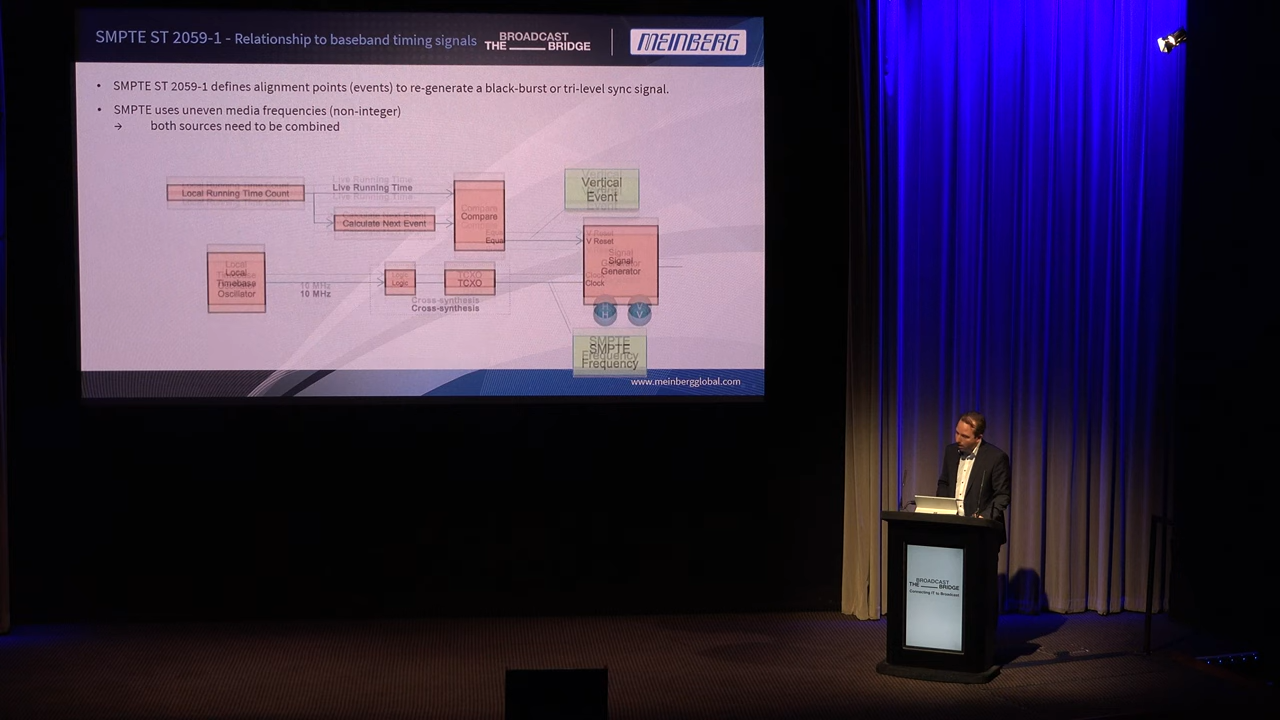 SMPTE ST 2059-1 - Relationship to baseband timing signals
THE BROADCAST BRIDGE
MEINBERG
• SMPTE ST 2059-1 defines alignment points (events) to re-generate a black-burst or tri-level sync signal.
• SMPTE uses uneven media frequencies (non-integer)
→ both sources need to be combined
Local Running Time Count
Live Running Time
Calculate Next Event
Compare
Equal
Vertical
Event
V Reset
Signal
Generator
Clock
Local
Timebase
Oscillator
10 MHz
Logic
TCXO
Cross-synthesis
H
V
SMPTE
Frequency
www.meinbergglobal.com
THE BROADCAST BRIDGE
Connecting IT to Broadcast